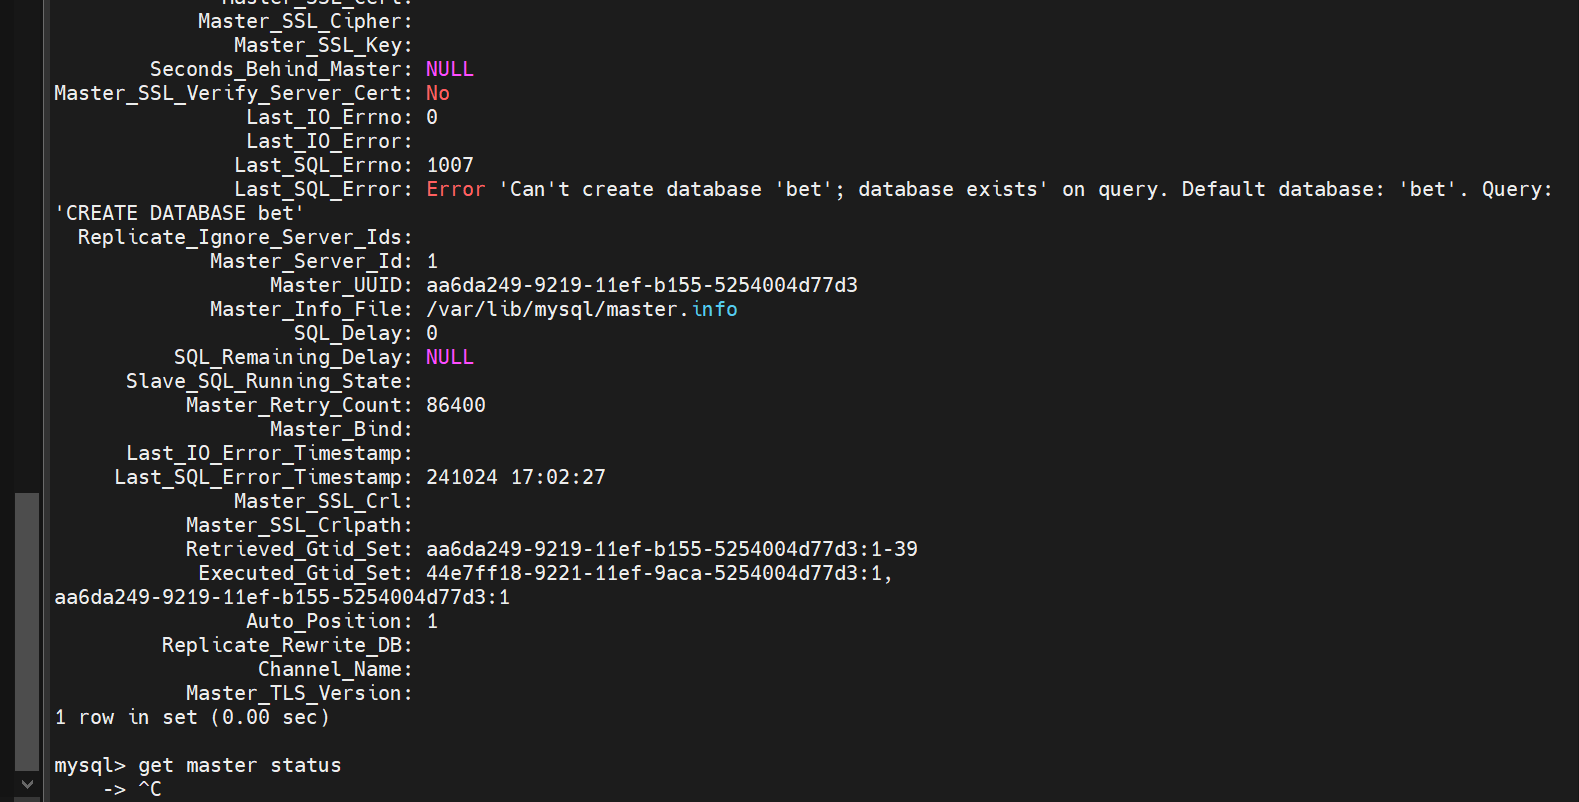 Master_SSL_Cert:
Master_SSL_Cipher:
Master_SSL_Key:
Seconds_Behind_Master: NULL
Master_SSL_Verify_Server_Cert: No
Last_IO_Errno: 0
Last_IO_Error:
Last_SQL_Errno: 1007
Last_SQL_Error: Error 'Can't create database 'bet'; database exists' on query. Default database: 'bet'. Query:
'CREATE DATABASE bet'
Replicate_Ignore_Server_Ids:
Master_Server_Id: 1
Master_UUID: aa6da249-9219-11ef-b155-5254004d77d3
Master_Info_File: /var/lib/mysql/master.info
SQL_Delay: 0
SQL_Remaining_Delay: NULL
Slave_SQL_Running_State:
Master_Retry_Count: 86400
Master_Bind:
Last_IO_Error_Timestamp:
Last_SQL_Error_Timestamp: 241024 17:02:27
Master_SSL_Crl:
Master_SSL_Crlpath:
Retrieved_Gtid_Set: aa6da249-9219-11ef-b155-5254004d77d3:1-39
Executed_Gtid_Set: 44e7ff18-9221-11ef-9aca-5254004d77d3:1,
aa6da249-9219-11ef-b155-5254004d77d3:1
Auto_Position: 1
Replicate_Rewrite_DB:
Channel_Name:
Master_TLS_Version:
1 row in set (0.00 sec)
mysql> get master status
-> ^C